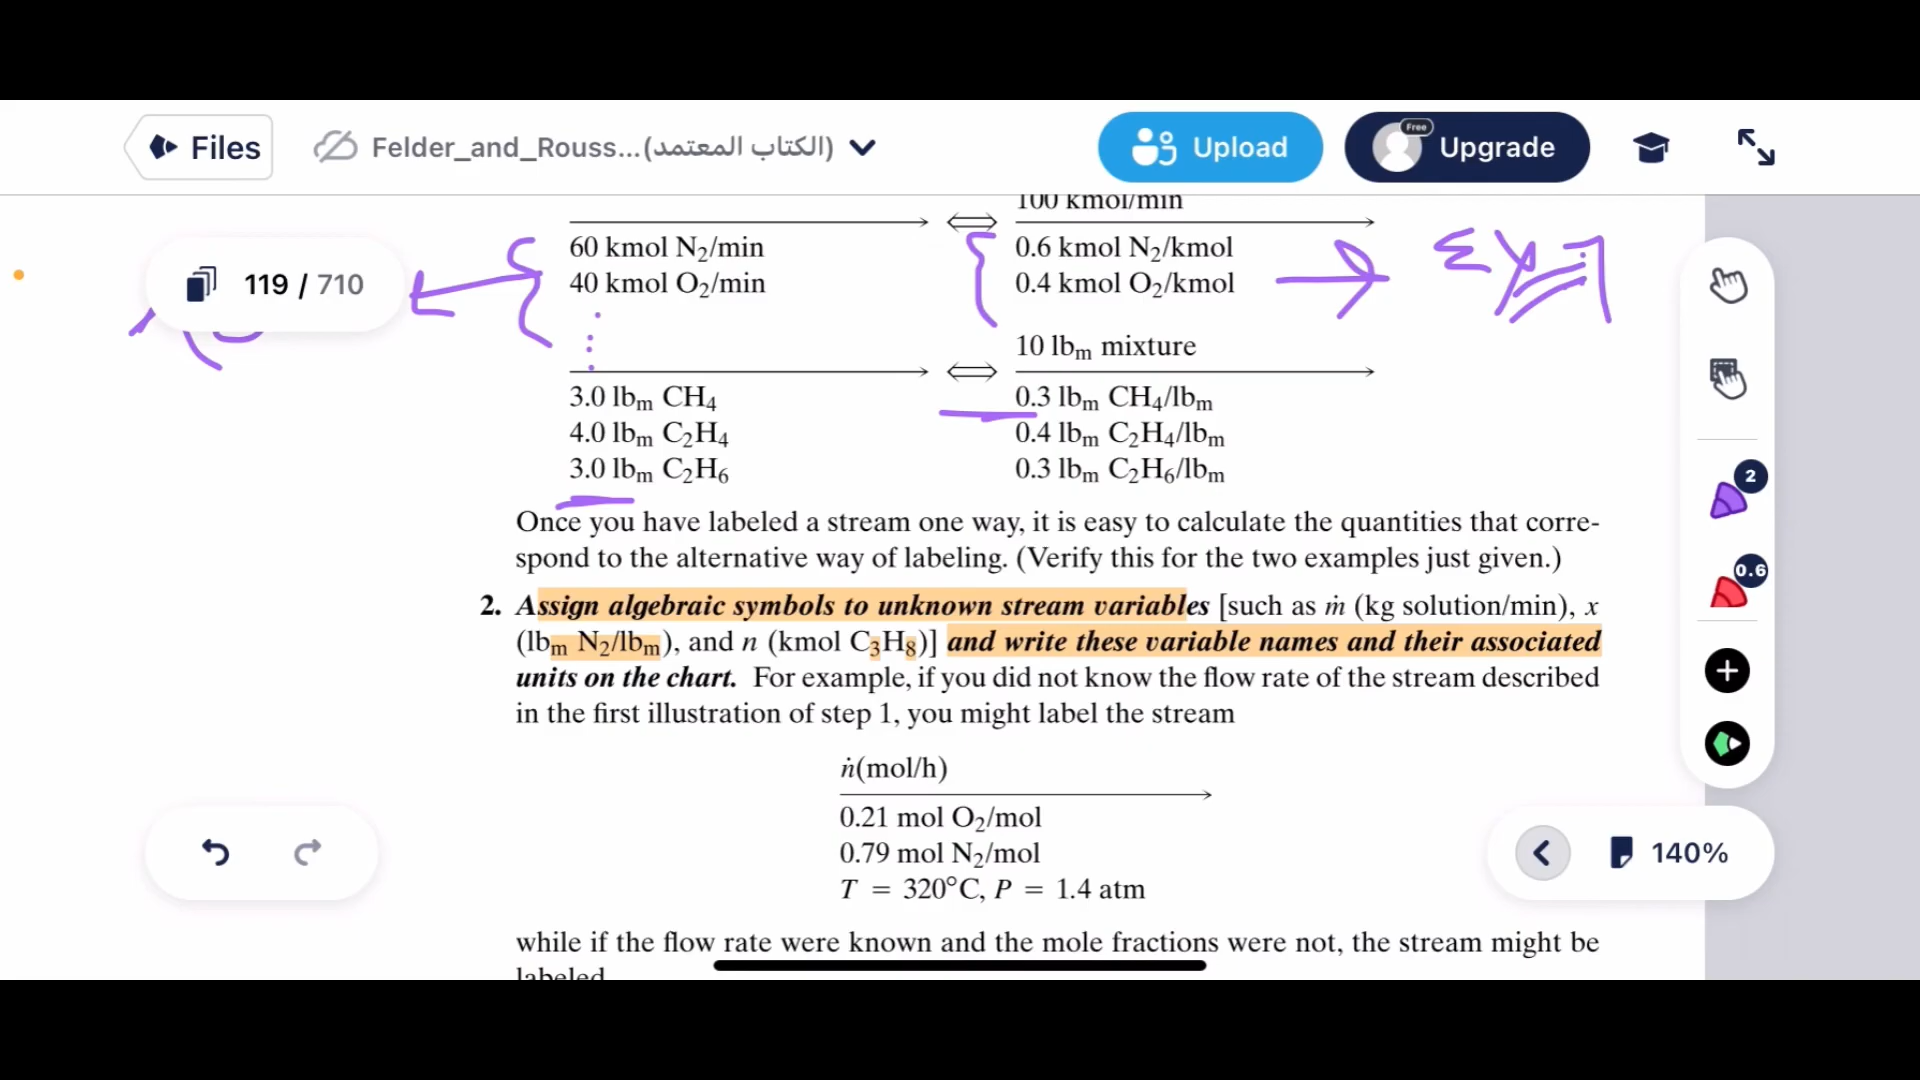 Files
Felder_and_Rouss...(الكتاب المعتمد)
Upload
Free
Upgrade
119 / 710
100 kmol/min
60 kmol N₂/min
0.6 kmol N₂/kmol
40 kmol O₂/min
0.4 kmol O₂/kmol
10 lbₘ mixture
3.0 lbₘ CH₄
0.3 lbₘ CH₄/lbₘ
4.0 lbₘ C₂H₄
0.4 lbₘ C₂H₄/lbₘ
3.0 lbₘ C₂H₆
0.3 lbₘ C₂H₆/lbₘ
Once you have labeled a stream one way, it is easy to calculate the quantities that corre-
spond to the alternative way of labeling. (Verify this for the two examples just given.)
2. Assign algebraic symbols to unknown stream variables [such as ṁ (kg solution/min), x
(lbₘ N₂/lbₘ), and n (kmol C₃H₈)] and write these variable names and their associated
units on the chart. For example, if you did not know the flow rate of the stream described
in the first illustration of step 1, you might label the stream
ṅ(mol/h)
0.21 mol O₂/mol
0.79 mol N₂/mol
T = 320°C, P = 1.4 atm
while if the flow rate were known and the mole fractions were not, the stream might be
labeled
2
0.6
140%